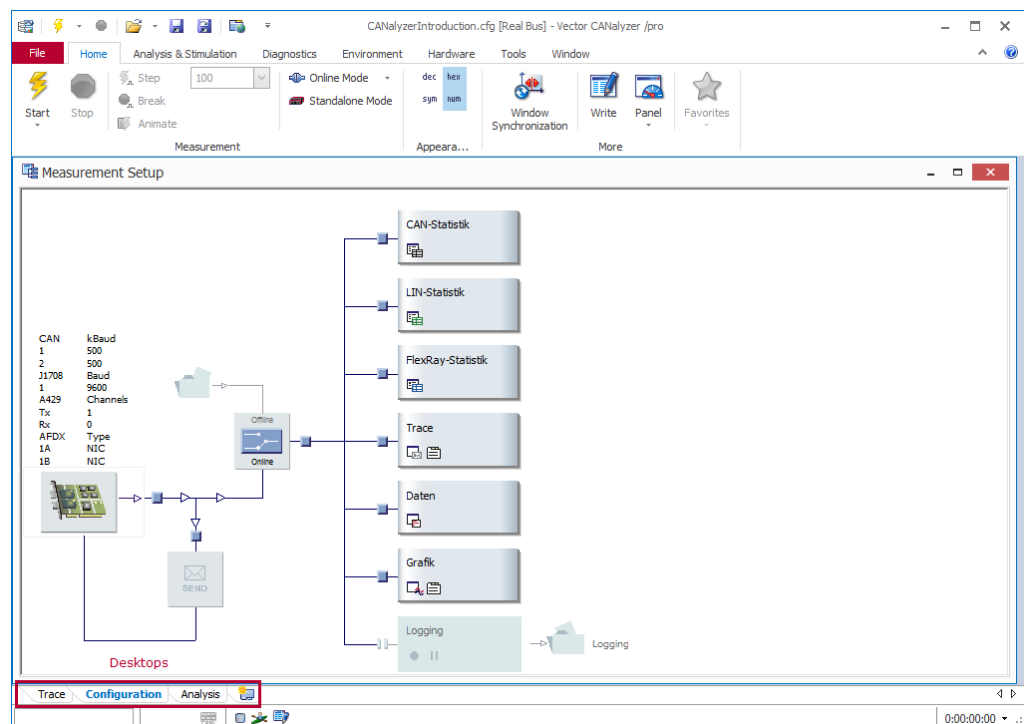 CANalyzerIntroduction.cfg [Real Bus] - Vector CANalyzer /pro
File Home Analysis & Stimulation Diagnostics Environment Hardware Tools Window
Start
Stop
Step 100
Break
Animate
Measurement
Online Mode
Standalone Mode
dec hex
sym num
Appeara...
Window
Synchronization
Write
Panel
More
Favorites
Measurement Setup
CAN kBaud
1 500
2 500
J1708 Baud
1 9600
A429 Channels
Tx 1
Rx 0
AFDX Type
1A NIC
1B NIC
SEND
Offline
Online
CAN-Statistik
LIN-Statistik
FlexRay-Statistik
Trace
Daten
Grafik
Logging
Logging
Desktops
Trace Configuration Analysis
0:00:00:00